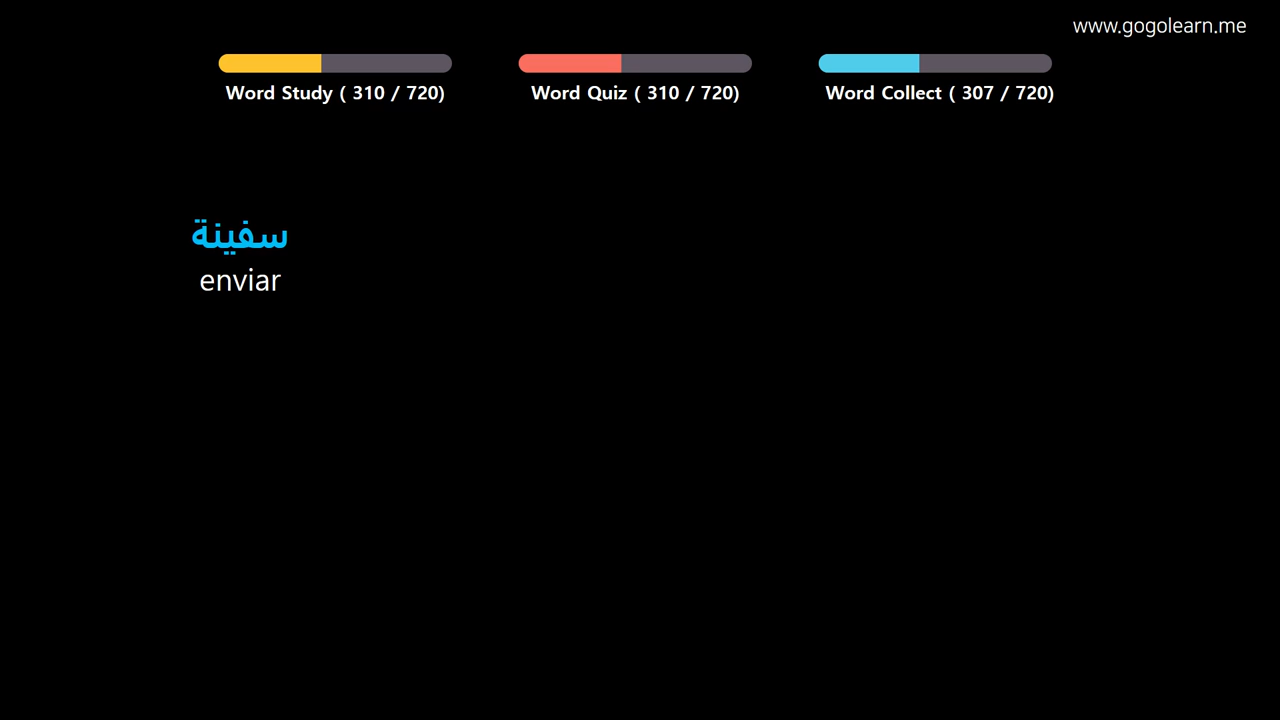 www.gogolearn.me
Word Study ( 310 / 720)
Word Quiz ( 310 / 720)
Word Collect ( 307 / 720)
سفينة
enviar